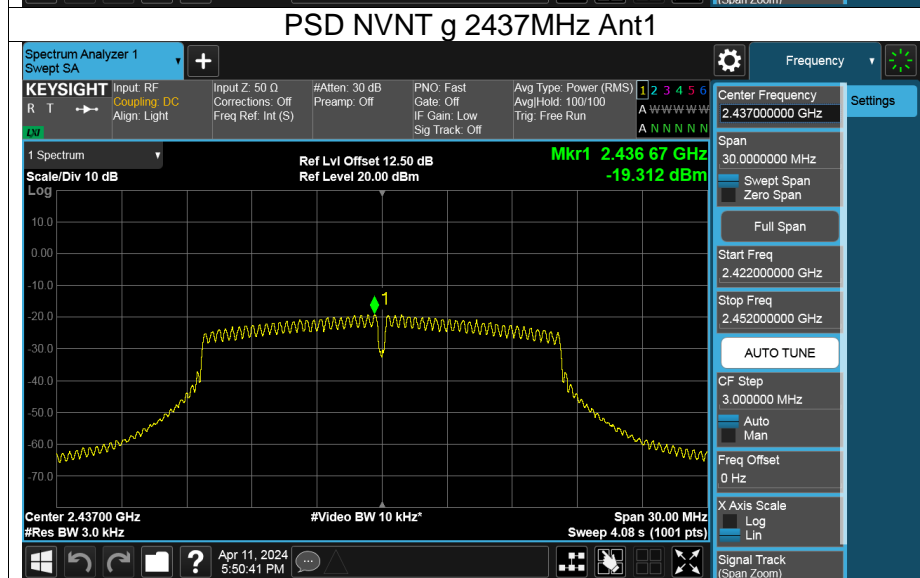 (Span Zoom)
PSD NVNT g 2437MHz Ant1
Spectrum Analyzer 1
Swept SA
+
Frequency
KEYSIGHT
R T
LXI
Input: RF
Coupling: DC
Align: Light
Input Z: 50 Ω
Corrections: Off
Freq Ref: Int (S)
#Atten: 30 dB
Preamp: Off
PNO: Fast
Gate: Off
IF Gain: Low
Sig Track: Off
Avg Type: Power (RMS)
Avg|Hold: 100/100
Trig: Free Run
1 2 3 4 5 6
A W W W W W
A N N N N N
Center Frequency
2.437000000 GHz
Settings
Span
30.0000000 MHz
Swept Span
Zero Span
Full Span
Start Freq
2.422000000 GHz
Stop Freq
2.452000000 GHz
AUTO TUNE
CF Step
3.000000 MHz
Auto
Man
Freq Offset
0 Hz
X Axis Scale
Log
Lin
Signal Track
(Span Zoom)
1 Spectrum
Scale/Div 10 dB
Log
Ref Lvl Offset 12.50 dB
Ref Level 20.00 dBm
Mkr1 2.436 67 GHz
-19.312 dBm
10.0
0.00
-10.0
-20.0
-30.0
-40.0
-50.0
-60.0
-70.0
1
Center 2.43700 GHz
#Res BW 3.0 kHz
#Video BW 10 kHz*
Span 30.00 MHz
Sweep 4.08 s (1001 pts)
?
Apr 11, 2024
5:50:41 PM